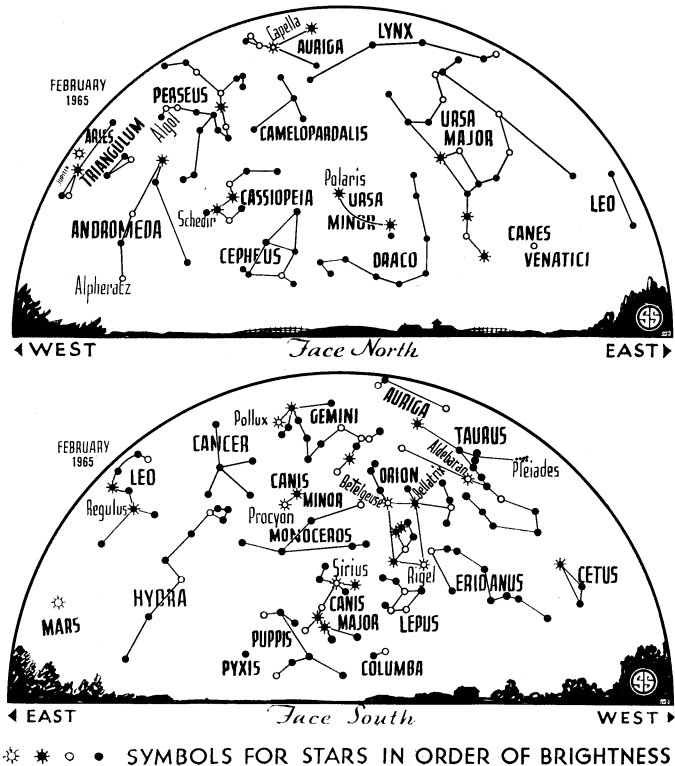 Capella
AURIGA
LYNX
FEBRUARY
1965
PERSEUS
Algol
CAMELOPARDALIS
URSA
MAJOR
ARIES
JUPITER
TRIANGULUM
CASSIOPEIA
Schedir
Polaris
URSA
MINOR
LEO
ANDROMEDA
CEPHEUS
DRACO
CANES
VENATICI
Alpheratz
SS
WEST
Face North
EAST
AURIGA
Pollux
GEMINI
TAURUS
FEBRUARY
1965
CANCER
Aldebaran
Pleiades
LEO
CANIS
MINOR
ORION
Betelgeuse
Bellatrix
Regulus
Procyon
MONOCEROS
Sirius
Rigel
ERIDANUS
CETUS
HYDRA
MARS
CANIS
MAJOR
LEPUS
PUPPIS
PYXIS
COLUMBA
SS
EAST
Face South
WEST
SYMBOLS FOR STARS IN ORDER OF BRIGHTNESS